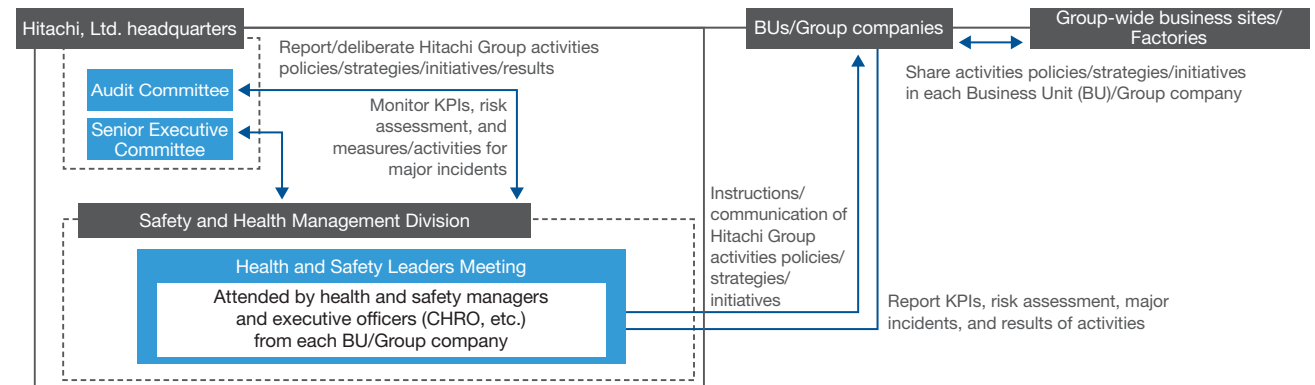 Hitachi, Ltd. headquarters
BUs/Group companies
Group-wide business sites/
Factories
Report/deliberate Hitachi Group activities
policies/strategies/initiatives/results
Share activities policies/strategies/initiatives
in each Business Unit (BU)/Group company
Audit Committee
Senior Executive
Committee
Monitor KPIs, risk
assessment, and
measures/activities for
major incidents
Instructions/
communication of
Hitachi Group
activities policies/
strategies/
initiatives
Safety and Health Management Division
Health and Safety Leaders Meeting
Attended by health and safety managers
and executive officers (CHRO, etc.)
from each BU/Group company
Report KPIs, risk assessment, major
incidents, and results of activities